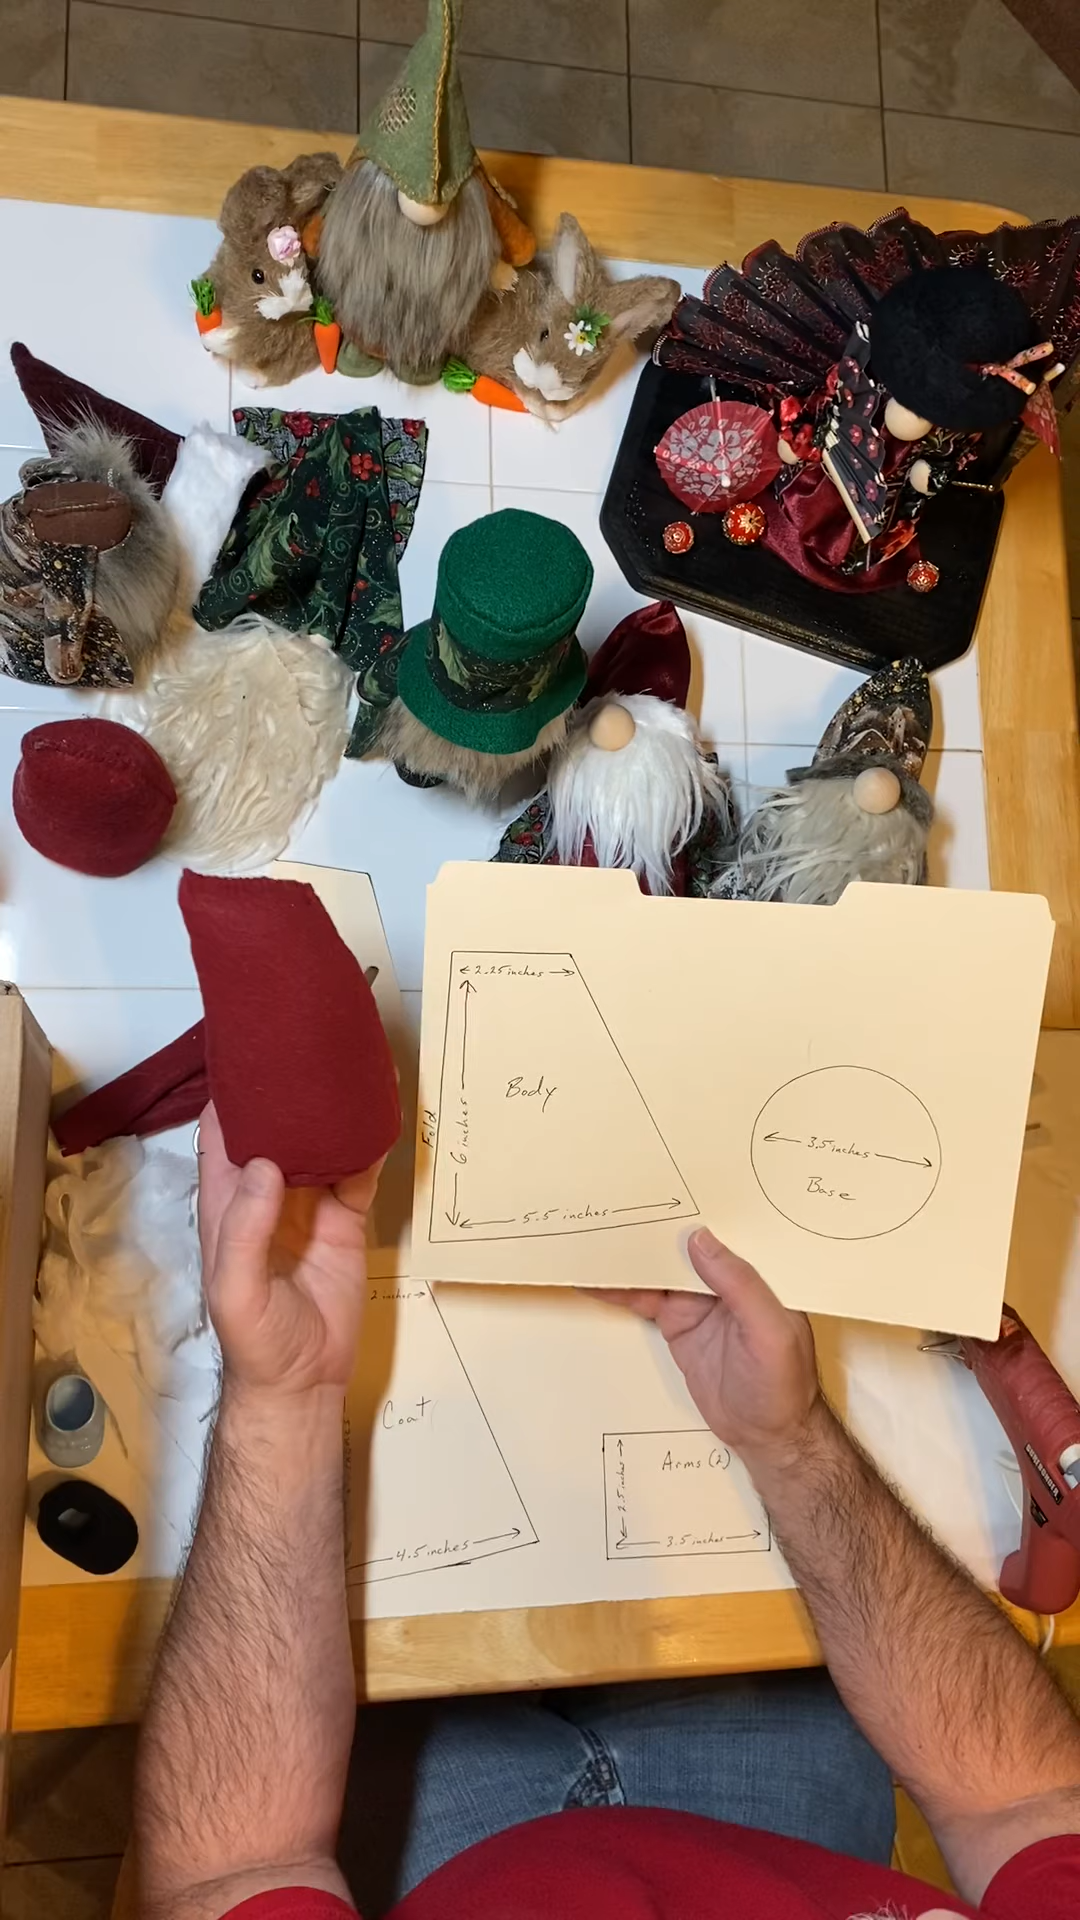 2.25 inches
Body
Fold
6 inches
5.5 inches
3.5 inches
Base
2 inches
Coat
4.5 inches
Arms (2)
2.5 inches
3.5 inches